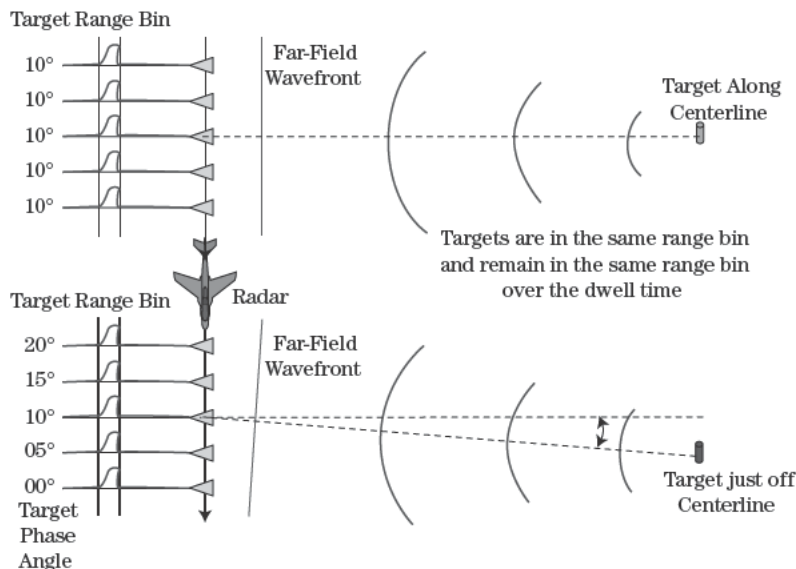 Target Range Bin
10°
10°
10°
10°
10°
Far-Field
Wavefront
Target Along
Centerline
Targets are in the same range bin
and remain in the same range bin
over the dwell time
Radar
Target Range Bin
20°
15°
10°
05°
00°
Target
Phase
Angle
Far-Field
Wavefront
Target just off
Centerline